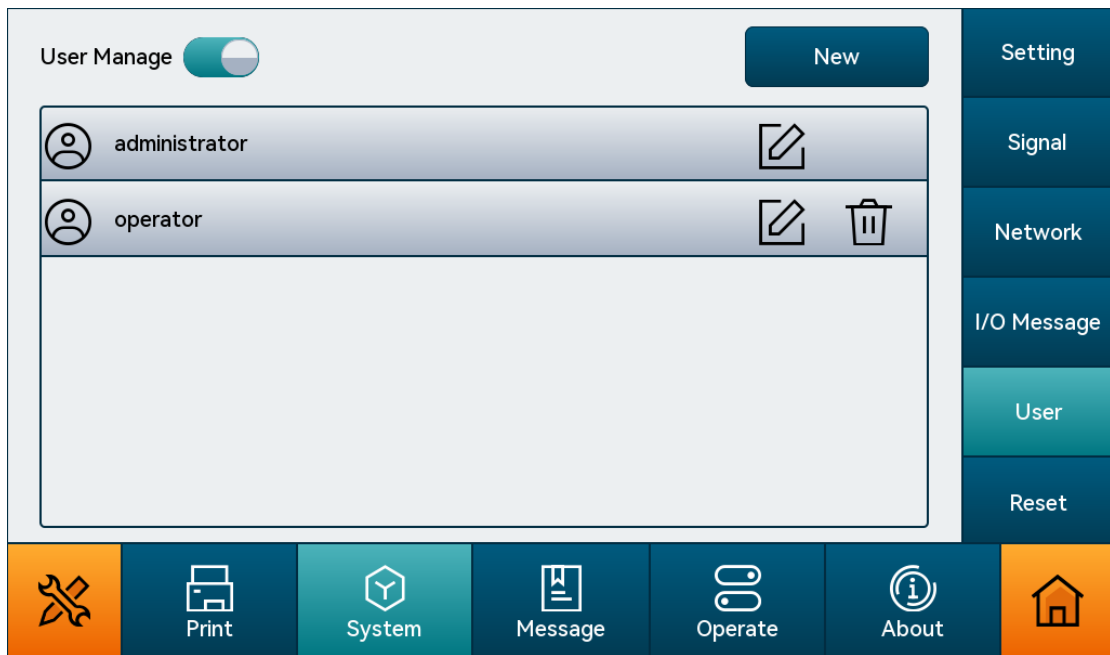 User Manage
New
administrator
operator
Setting
Signal
Network
I/O Message
User
Reset
Print
System
Message
Operate
About